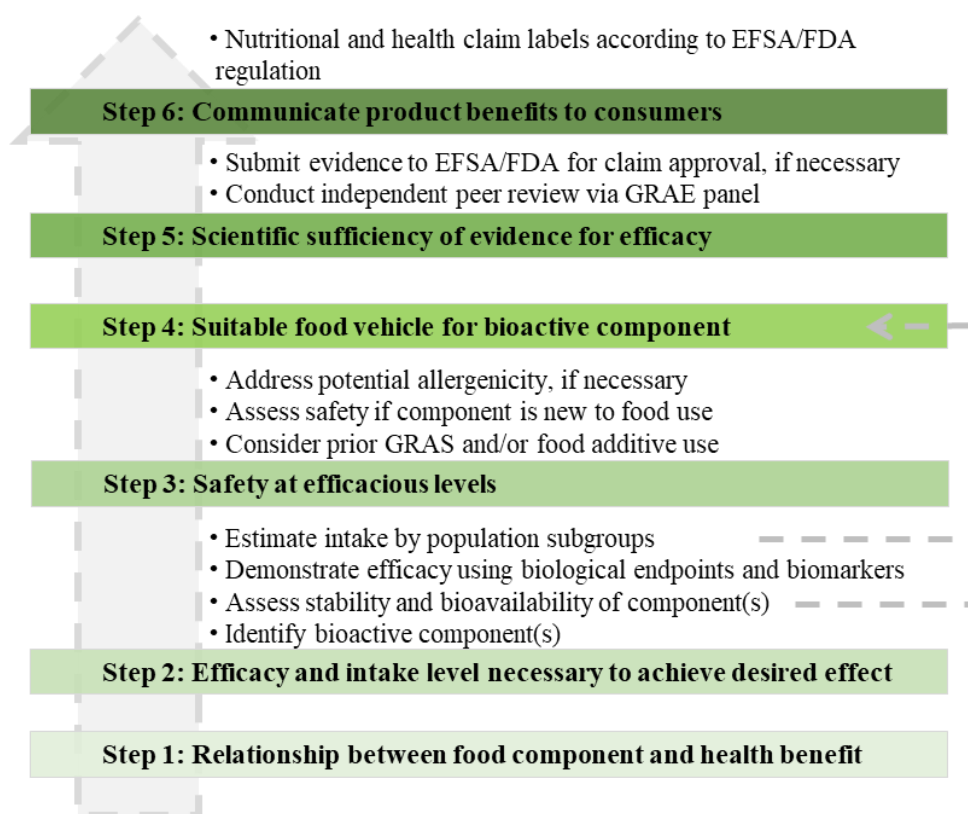 • Nutritional and health claim labels according to EFSA/FDA
regulation
Step 6: Communicate product benefits to consumers
• Submit evidence to EFSA/FDA for claim approval, if necessary
• Conduct independent peer review via GRAE panel
Step 5: Scientific sufficiency of evidence for efficacy
Step 4: Suitable food vehicle for bioactive component
• Address potential allergenicity, if necessary
• Assess safety if component is new to food use
• Consider prior GRAS and/or food additive use
Step 3: Safety at efficacious levels
• Estimate intake by population subgroups
• Demonstrate efficacy using biological endpoints and biomarkers
• Assess stability and bioavailability of component(s)
• Identify bioactive component(s)
Step 2: Efficacy and intake level necessary to achieve desired effect
Step 1: Relationship between food component and health benefit